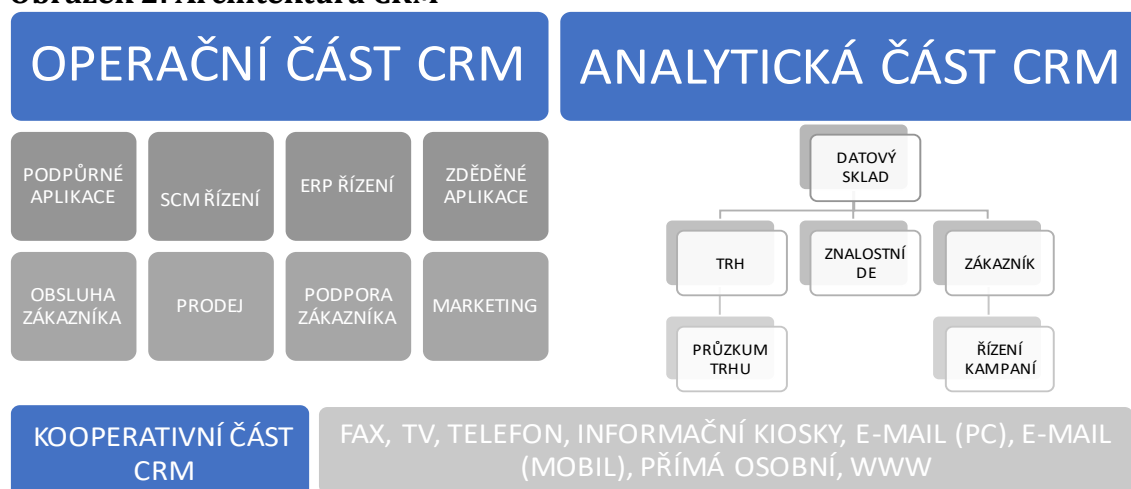 Obrázek 2: Architektura CRM
OPERAČNÍ ČÁST CRM
ANALYTICKÁ ČÁST CRM
PODPŮRNÉ
APLIKACE
SCM ŘÍZENÍ
ERP ŘÍZENÍ
ZDĚDĚNÉ
APLIKACE
OBSLUHA
ZÁKAZNÍKA
PRODEJ
PODPORA
ZÁKAZNÍKA
MARKETING
DATOVÝ
SKLAD
TRH
ZNALOSTNÍ
DE
ZÁKAZNÍK
PRŮZKUM
TRHU
ŘÍZENÍ
KAMPANÍ
KOOPERATIVNÍ ČÁST
CRM
FAX, TV, TELEFON, INFORMAČNÍ KIOSKY, E-MAIL (PC), E-MAIL
(MOBIL), PŘÍMÁ OSOBNÍ, WWW